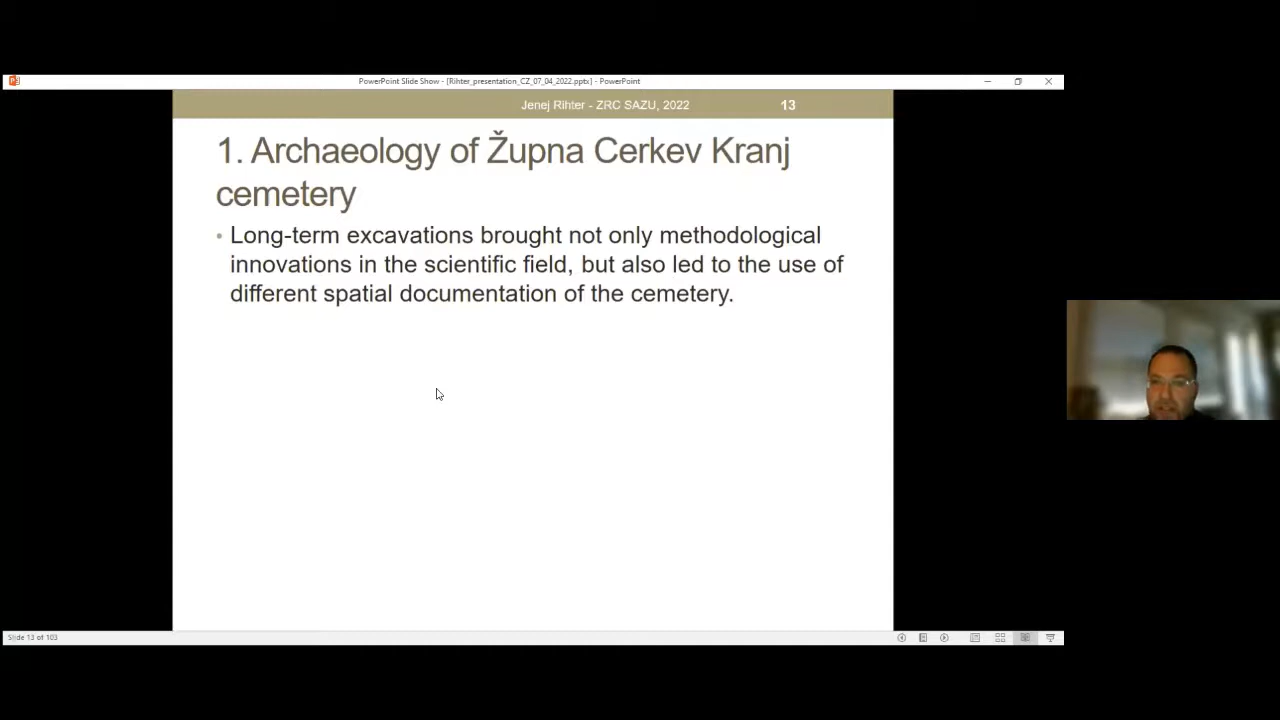 PowerPoint Slide Show - [Rihter_presentation_CZ_07_04_2022.pptx] - PowerPoint
Jenej Rihter - ZRC SAZU, 2022
13
1. Archaeology of Župna Cerkev Kranj
cemetery
• Long-term excavations brought not only methodological
innovations in the scientific field, but also led to the use of
different spatial documentation of the cemetery.
Slide 13 of 103